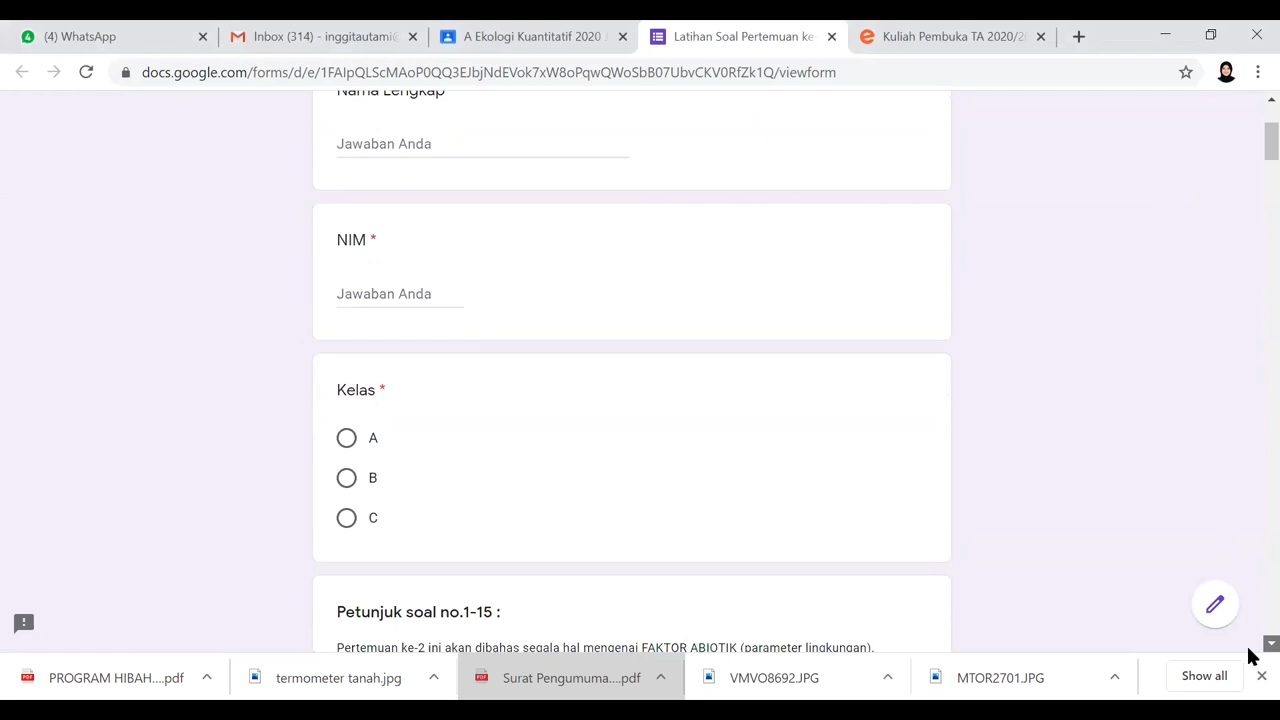 (4) WhatsApp
Inbox (314) - inggitautami@
A Ekologi Kuantitatif 2020
Latihan Soal Pertemuan ke-
Kuliah Pembuka TA 2020/2
docs.google.com/forms/d/e/1FAIpQLScMAoP0QQ3EJbjNdEVok7xW8oPqwQWoSbB07UbvCKV0RfZk1Q/viewform
Nama Lengkap
Jawaban Anda
NIM *
Jawaban Anda
Kelas *
A
B
C
Petunjuk soal no.1-15 :
Pertemuan ke-2 ini akan dibahas segala hal mengenai FAKTOR ABIOTIK (parameter lingkungan).
PROGRAM HIBAH....pdf
termometer tanah.jpg
Surat Pengumuma....pdf
VMVO8692.JPG
MTOR2701.JPG
Show all